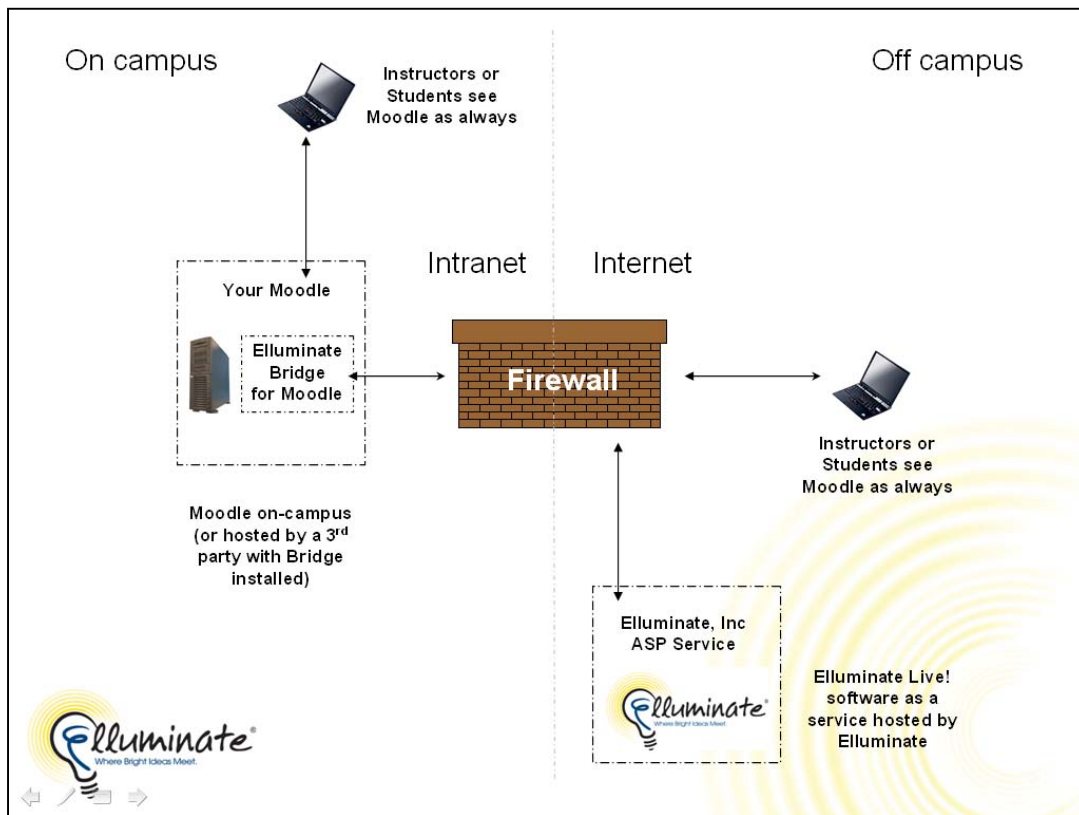 On campus
Off campus
Instructors or
Students see
Moodle as always
Intranet
Internet
Your Moodle
Elluminate
Bridge
for Moodle
Firewall
Instructors or
Students see
Moodle as always
Moodle on-campus
(or hosted by a 3rd
party with Bridge
installed)
Elluminate, Inc
ASP Service
Elluminate®
Where Bright Ideas Meet.
Elluminate Live!
software as a
service hosted by
Elluminate
Elluminate®
Where Bright Ideas Meet.